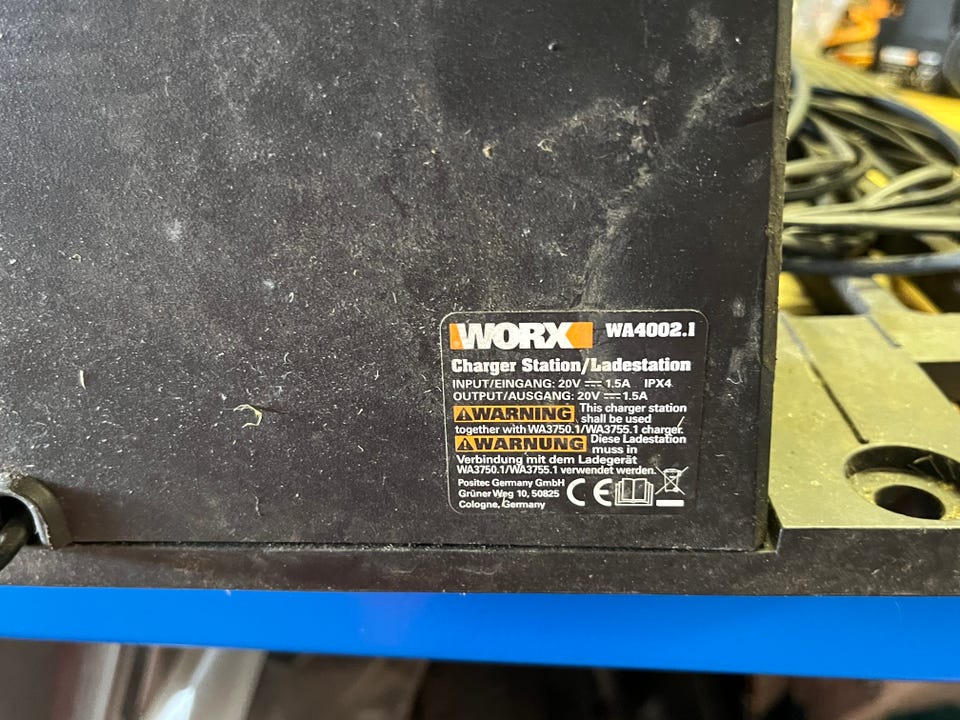 WORX WA4002.1
Charger Station/Ladestation
INPUT/EINGANG: 20V ⎓ 1.5A IPX4
OUTPUT/AUSGANG: 20V ⎓ 1.5A
WARNING This charger station
shall be used
together with WA3750.1/WA3755.1 charger.
WARNUNG Diese Ladestation
muss in
Verbindung mit dem Ladegerät
WA3750.1/WA3755.1 verwendet werden.
Positec Germany GmbH
Grüner Weg 10, 50825
Cologne, Germany
CE